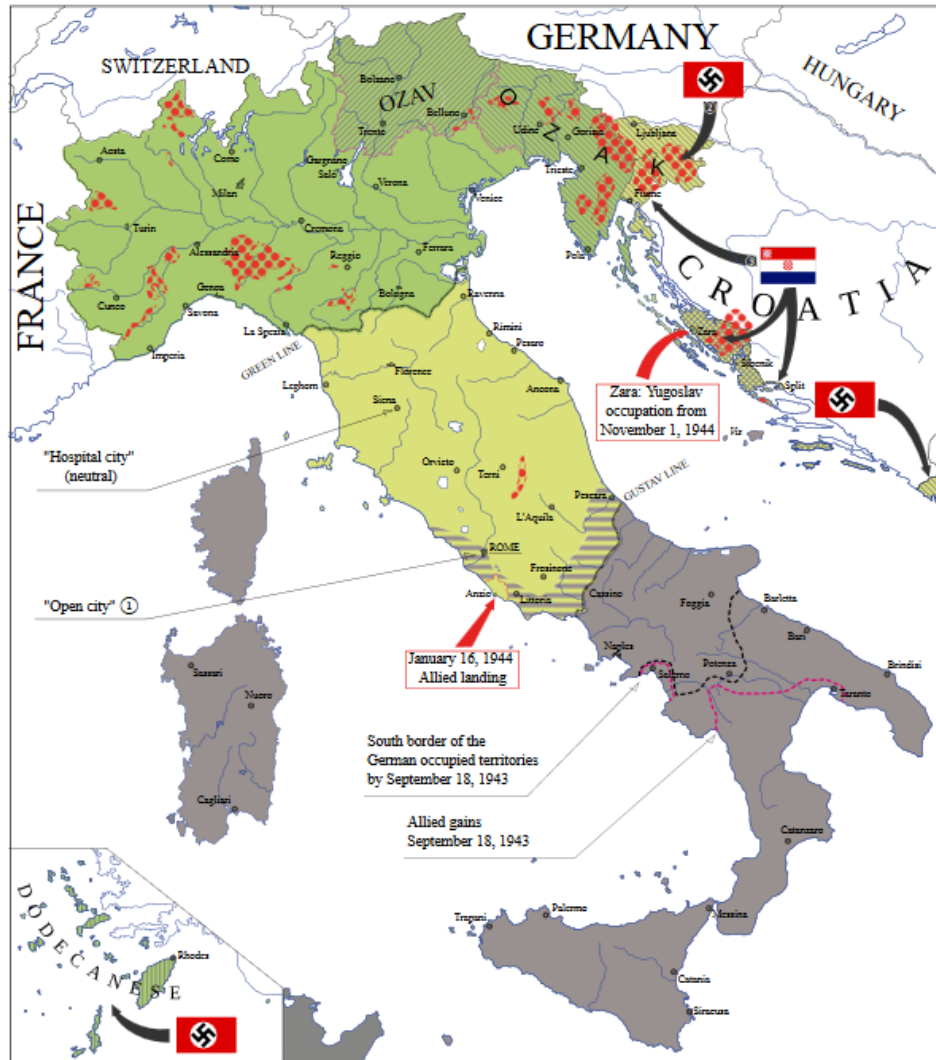 GERMANY
SWITZERLAND
HUNGARY
FRANCE
CROATIA
OZAV
OZAK
Bolzano
Trento
Belluno
Udine
Gorizia
Ljubljana
Trieste
Fiume
Pola
Aosta
Como
Milan
Gargnano
Salò
Verona
Venice
Turin
Cremona
Alessandria
Reggio
Ferrara
Cuneo
Genoa
Savona
Bologna
Ravenna
La Spezia
Imperia
Rimini
Pesaro
GREEN LINE
Florence
Leghorn
Siena
Ancona
Zara
Sibenik
Split
Vis
Zara: Yugoslav
occupation from
November 1, 1944
"Hospital city"
(neutral)
Orvieto
Terni
L'Aquila
Pescara
GUSTAV LINE
ROME
Frosinone
Anzio
Littoria
Cassino
"Open city" ①
②
③
January 16, 1944
Allied landing
Foggia
Barletta
Bari
Naples
Salerno
Potenza
Brindisi
Taranto
Sassari
Nuoro
Cagliari
South border of the
German occupied territories
by September 18, 1943
Allied gains
September 18, 1943
Catanzaro
Messina
Palermo
Trapani
Catania
Siracusa
DODECANESE
Rhodes